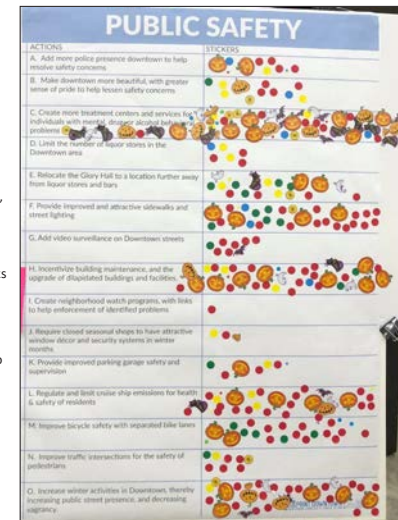 PUBLIC SAFETY
ACTIONS
STICKERS
A. Add more police presence downtown to help
resolve safety concerns
B. Make downtown more beautiful, with greater
sense of pride to help lessen safety concerns
C. Create more treatment centers and services for
individuals with mental, drug or alcohol
problems
D. Limit the number of liquor stores in the
Downtown area
E. Relocate the Glory Hall to a location further away
from liquor stores and bars
F. Provide improved and attractive sidewalks and
street lighting
G. Add video surveillance on Downtown streets
H. Incentivize building maintenance, and the
upgrade of dilapidated buildings and facilities.
I. Create neighborhood watch programs, with links
to help enforcement of identified problems
J. Require closed seasonal shops to have attractive
window décor and security systems in winter
months
K. Provide improved parking garage safety and
supervision
L. Regulate and limit cruise ship emissions for health
& safety of residents
M. Improve bicycle safety with separated bike lanes
N. Improve traffic intersections for the safety of
pedestrians
O. Increase winter activities in Downtown, thereby
increasing public street presence, and decreasing
vagrancy.